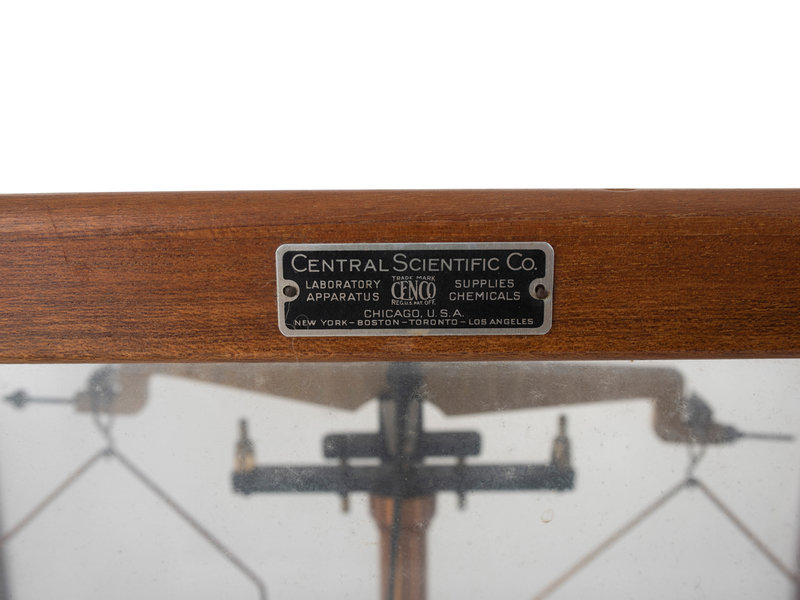 CENTRAL SCIENTIFIC CO.
LABORATORY APPARATUS
TRADE MARK
CENCO
REG. U.S. PAT. OFF.
SUPPLIES CHEMICALS
CHICAGO, U.S.A.
NEW YORK – BOSTON – TORONTO – LOS ANGELES